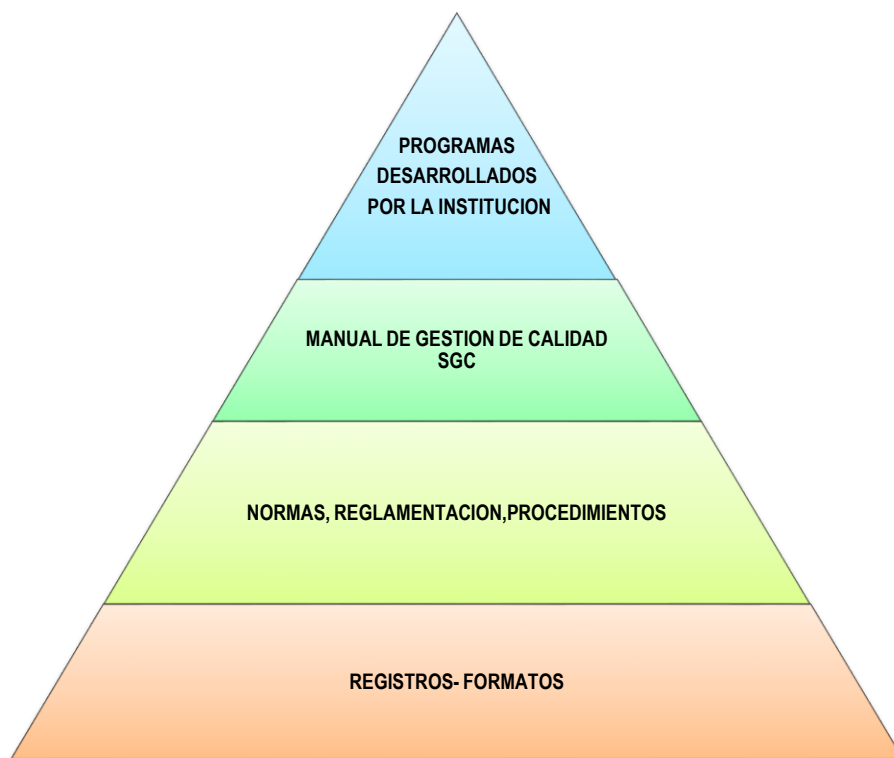 PROGRAMAS
DESARROLLADOS
POR LA INSTITUCION
MANUAL DE GESTION DE CALIDAD
SGC
NORMAS, REGLAMENTACION,PROCEDIMIENTOS
REGISTROS- FORMATOS